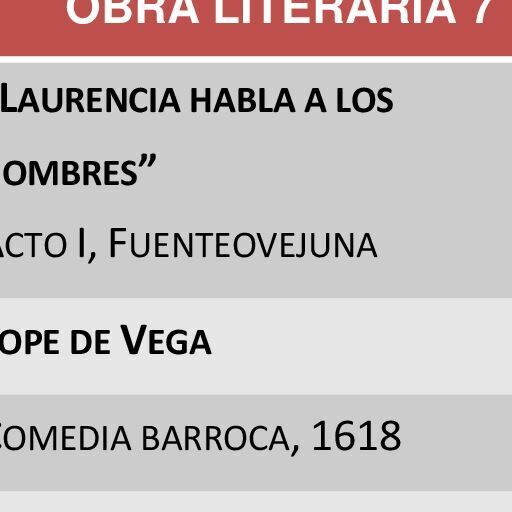 OBRA LITERARIA 7
LAURENCIA HABLA A LOS
OMBRES”
ACTO I, FUENTEOVEJUNA
OPE DE VEGA
COMEDIA BARROCA, 1618